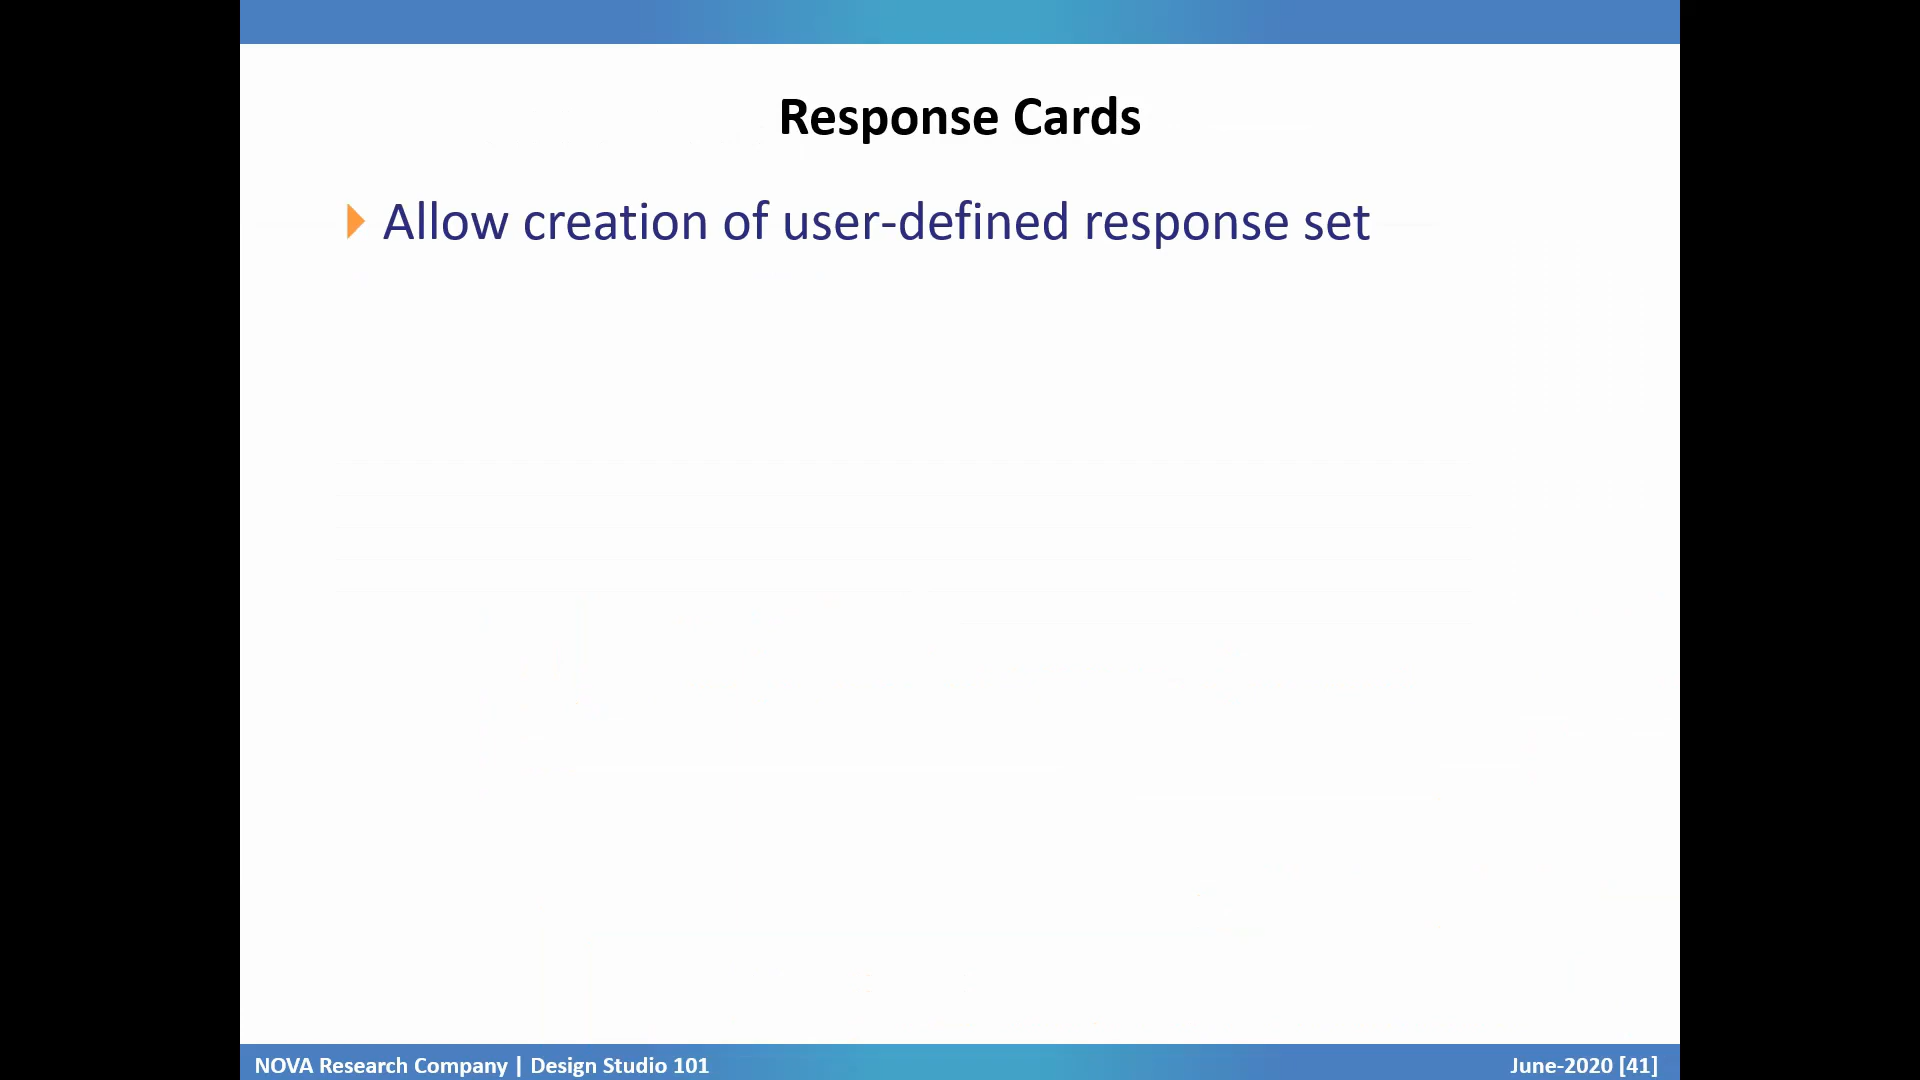 Response Cards
Allow creation of user-defined response set
NOVA Research Company | Design Studio 101
June-2020 [41]